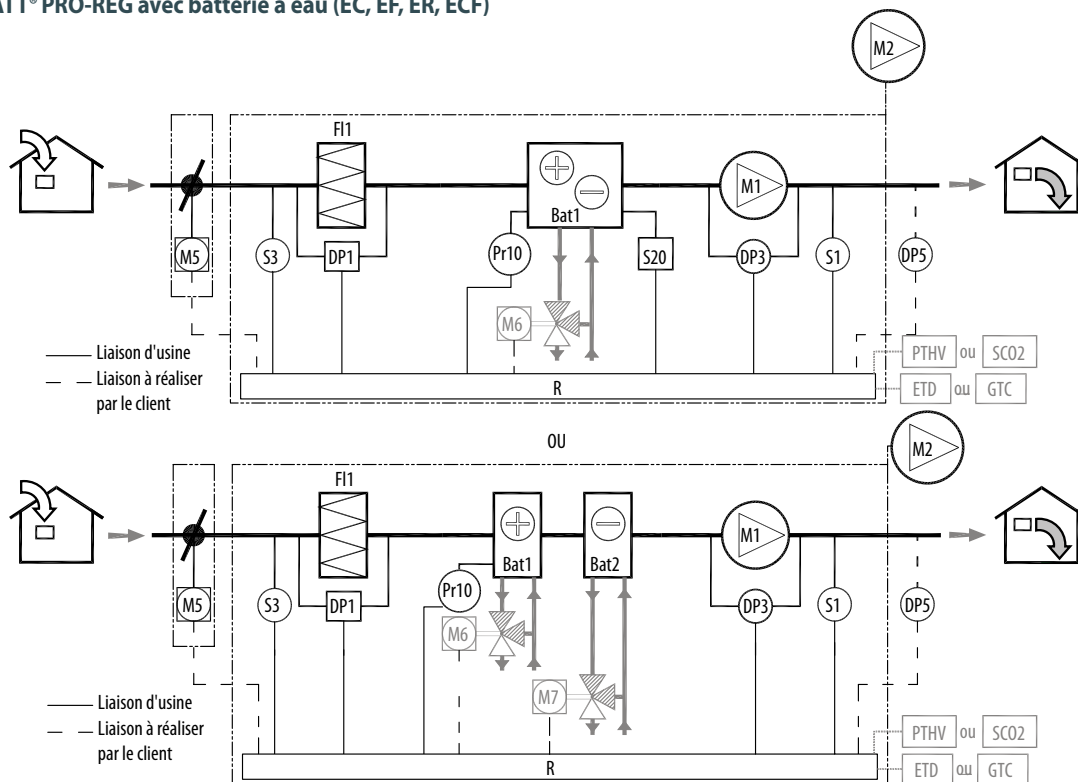 ATT® PRO-REG avec batterie à eau (EC, EF, ER, ECF)
M2
Fl1
Bat1
M1
M5
S3
DP1
Pr10
S20
DP3
S1
DP5
M6
Liaison d'usine
Liaison à réaliser
par le client
PTHV ou SCO2
ETD ou GTC
R
OU
M2
Fl1
Bat1
Bat2
M1
M5
S3
DP1
Pr10
DP3
S1
DP5
M6
M7
Liaison d'usine
Liaison à réaliser
par le client
PTHV ou SCO2
ETD ou GTC
R